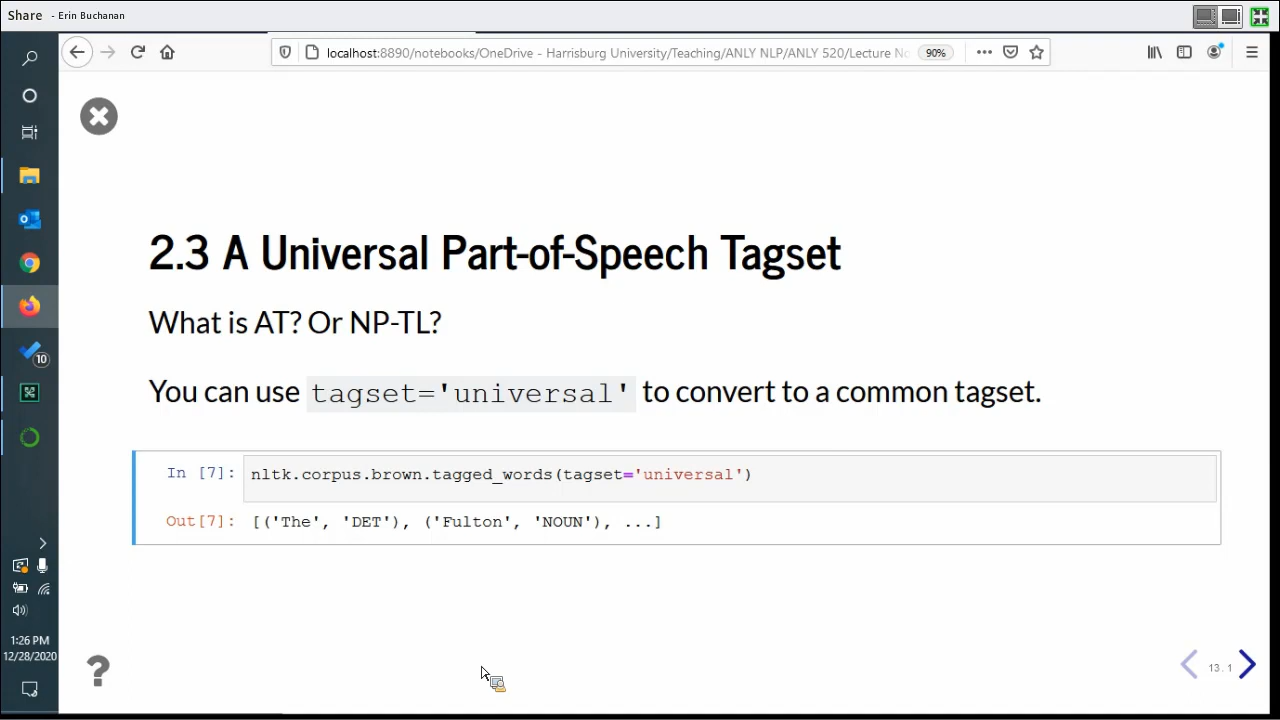 Share - Erin Buchanan
localhost:8890/notebooks/OneDrive - Harrisburg University/Teaching/ANLY NLP/ANLY 520/Lecture No
90%
2.3 A Universal Part-of-Speech Tagset
What is AT? Or NP-TL?
You can use tagset='universal' to convert to a common tagset.
In [7]: nltk.corpus.brown.tagged_words(tagset='universal')
Out[7]: [('The', 'DET'), ('Fulton', 'NOUN'), ...]
10
1:26 PM
12/28/2020
13.1